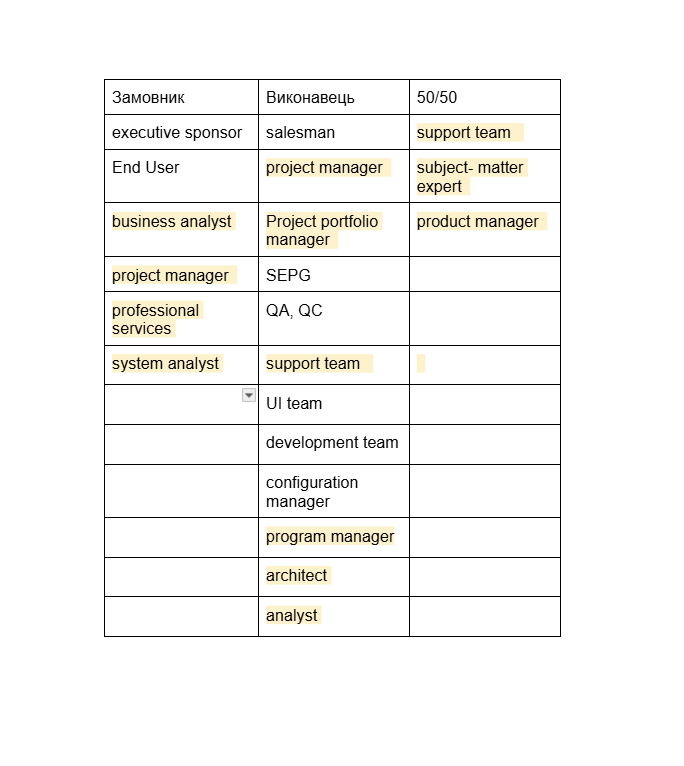 Замовник Виконавець 50/50
executive sponsor salesman support team
End User project manager subject- matter
expert
business analyst Project portfolio product manager
manager
project manager SEPG
professional QA, QC
services
system analyst support team
UI team
development team
configuration
manager
program manager
architect
analyst